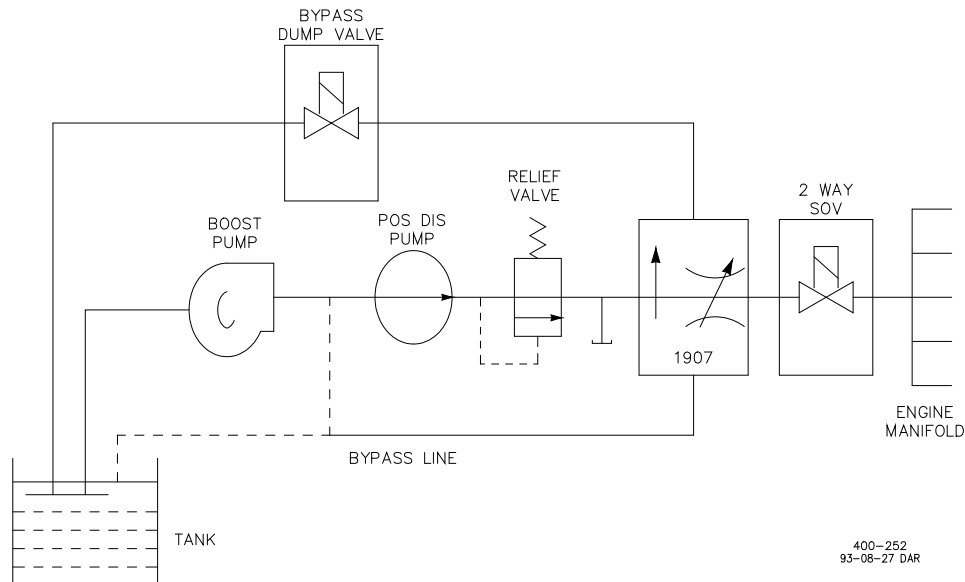 BYPASS
DUMP VALVE
RELIEF
VALVE
2 WAY
SOV
BOOST
PUMP
POS DIS
PUMP
1907
ENGINE
MANIFOLD
BYPASS LINE
TANK
400-252
93-08-27 DAR